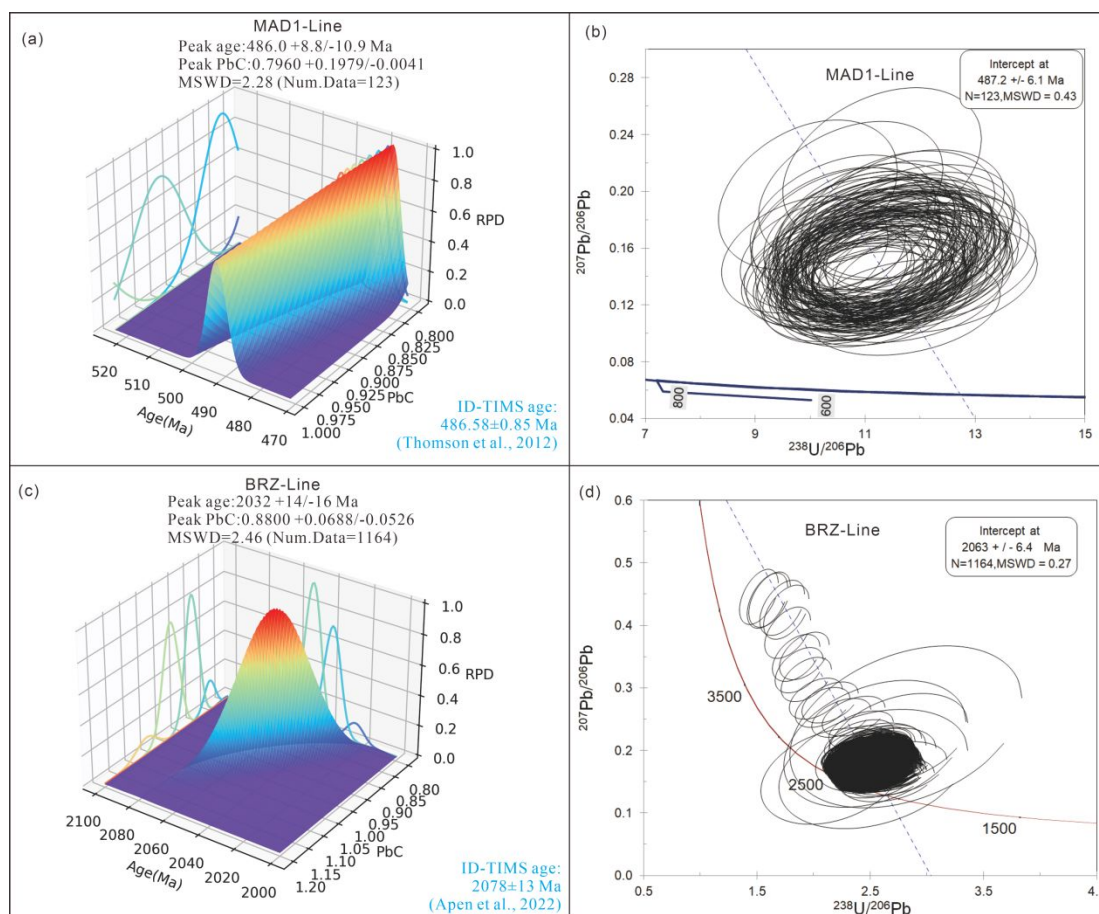 (a)
MAD1-Line
Peak age:486.0 +8.8/-10.9 Ma
Peak PbC:0.7960 +0.1979/-0.0041
MSWD=2.28 (Num.Data=123)
1.0
0.8
0.6
0.4
0.2
0.0
RPD
520
510
500
490
480
470
Age(Ma)
0.800
0.825
0.850
0.875
0.900
0.925
0.950
0.975
1.000
PbC
ID-TIMS age:
486.58±0.85 Ma
(Thomson et al., 2012)
(b)
MAD1-Line
Intercept at
487.2 +/- 6.1 Ma
N=123,MSWD = 0.43
0.28
0.24
0.20
0.16
0.12
0.08
0.04
207Pb/206Pb
800
600
7
9
11
13
15
238U/206Pb
(c)
BRZ-Line
Peak age:2032 +14/-16 Ma
Peak PbC:0.8800 +0.0688/-0.0526
MSWD=2.46 (Num.Data=1164)
1.0
0.8
0.6
0.4
0.2
0.0
RPD
2100
2080
2060
2040
2020
2000
Age(Ma)
0.80
0.85
0.90
0.95
1.00
1.05
1.10
1.15
1.20
PbC
ID-TIMS age:
2078±13 Ma
(Apen et al., 2022)
(d)
BRZ-Line
Intercept at
2063 + / - 6.4 Ma
N=1164,MSWD = 0.27
0.6
0.5
0.4
0.3
0.2
0.1
0.0
207Pb/206Pb
3500
2500
1500
0.5
1.5
2.5
3.5
4.
238U/206Pb